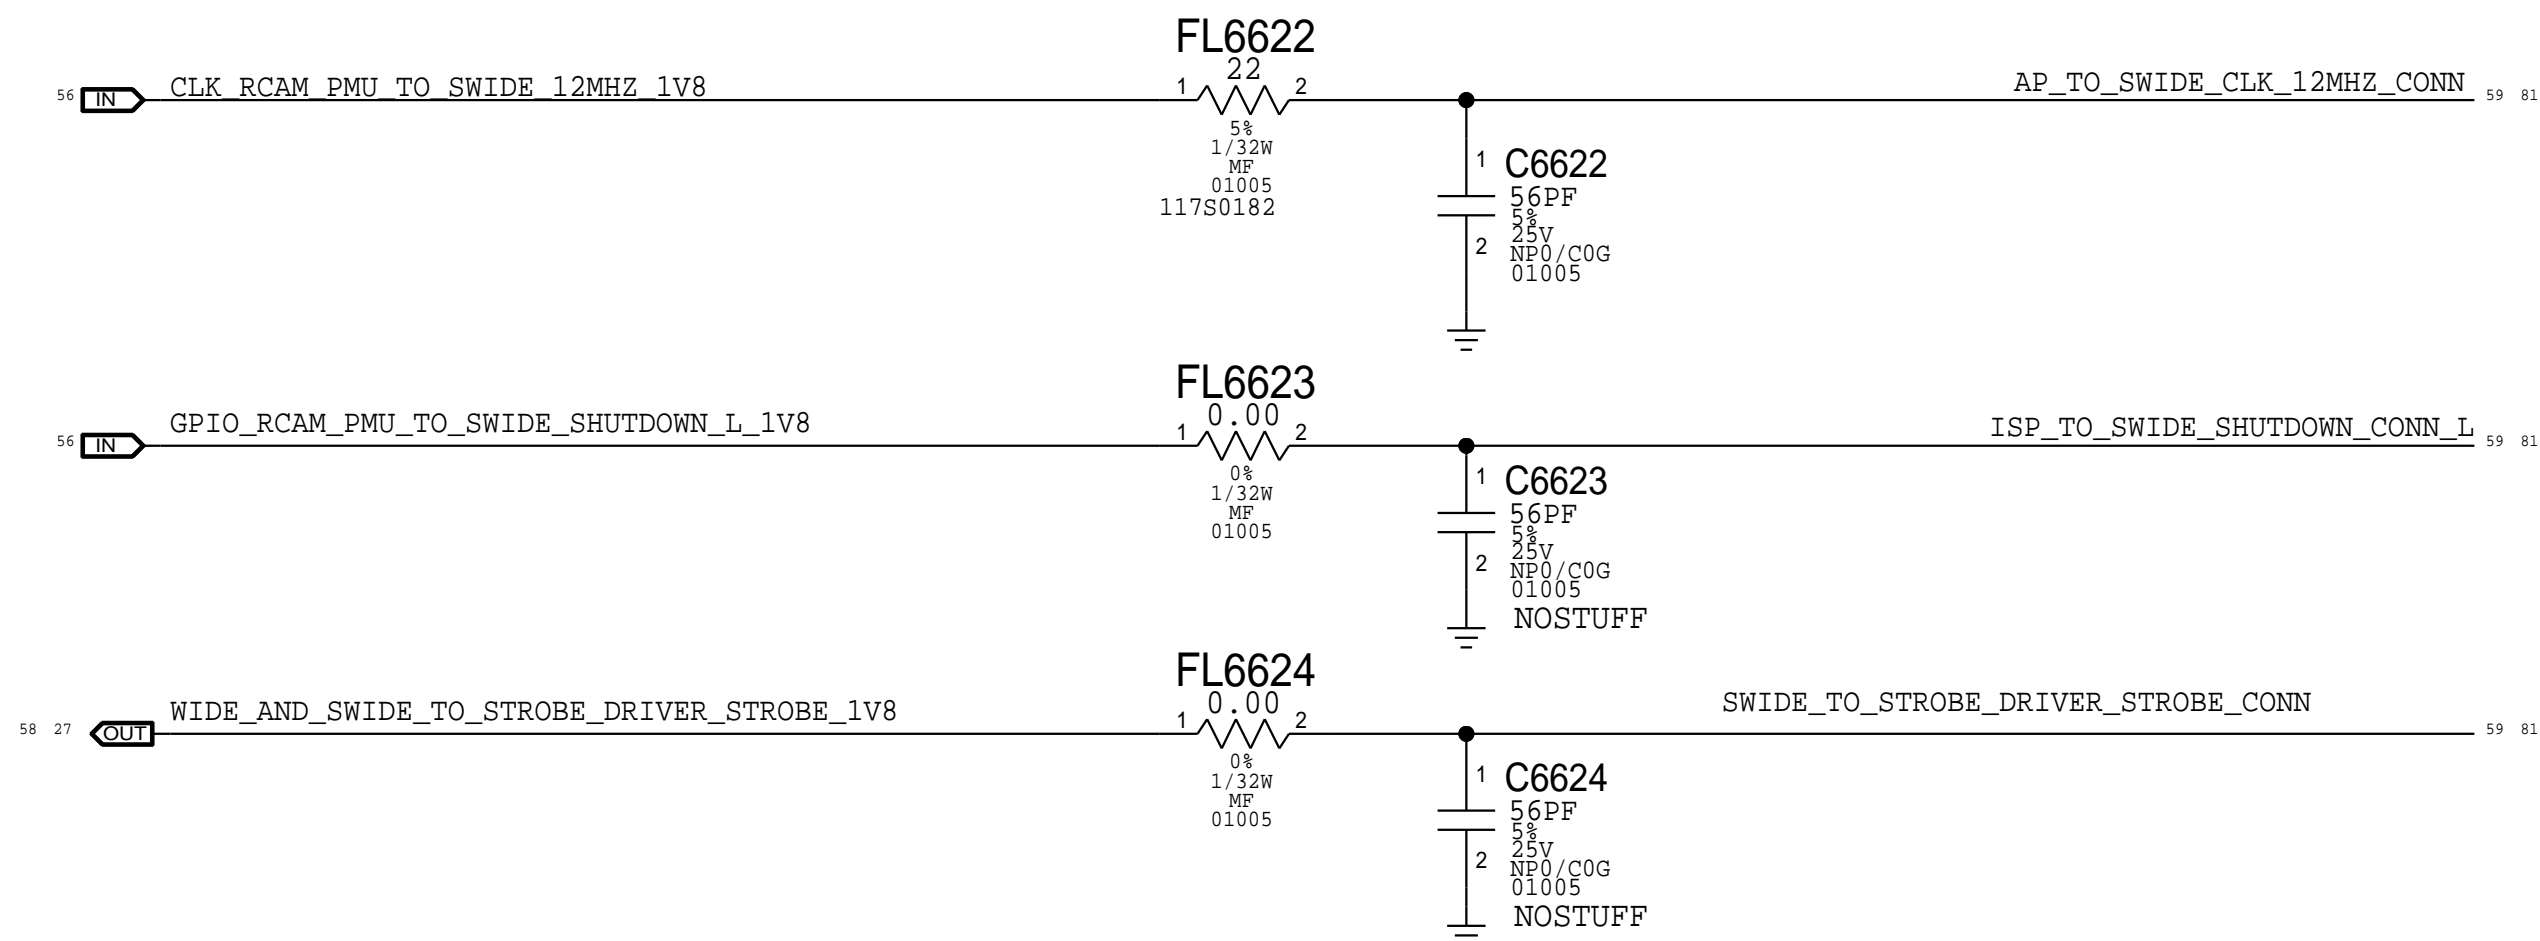 FL6622
22
56 IN CLK_RCAM_PMU_TO_SWIDE_12MHZ_1V8 1 2 AP_TO_SWIDE_CLK_12MHZ_CONN 59 81
5%
1/32W
MF
01005
117S0182
1 C6622
56PF
5%
25V
2 NP0/C0G
01005
FL6623
0.00
56 IN GPIO_RCAM_PMU_TO_SWIDE_SHUTDOWN_L_1V8 1 2 ISP_TO_SWIDE_SHUTDOWN_CONN_L 59 81
0%
1/32W
MF
01005
1 C6623
56PF
5%
25V
2 NP0/C0G
01005
NOSTUFF
FL6624
0.00
58 27 OUT WIDE_AND_SWIDE_TO_STROBE_DRIVER_STROBE_1V8 1 2 SWIDE_TO_STROBE_DRIVER_STROBE_CONN 59 81
0%
1/32W
MF
01005
1 C6624
56PF
5%
25V
2 NP0/C0G
01005
NOSTUFF